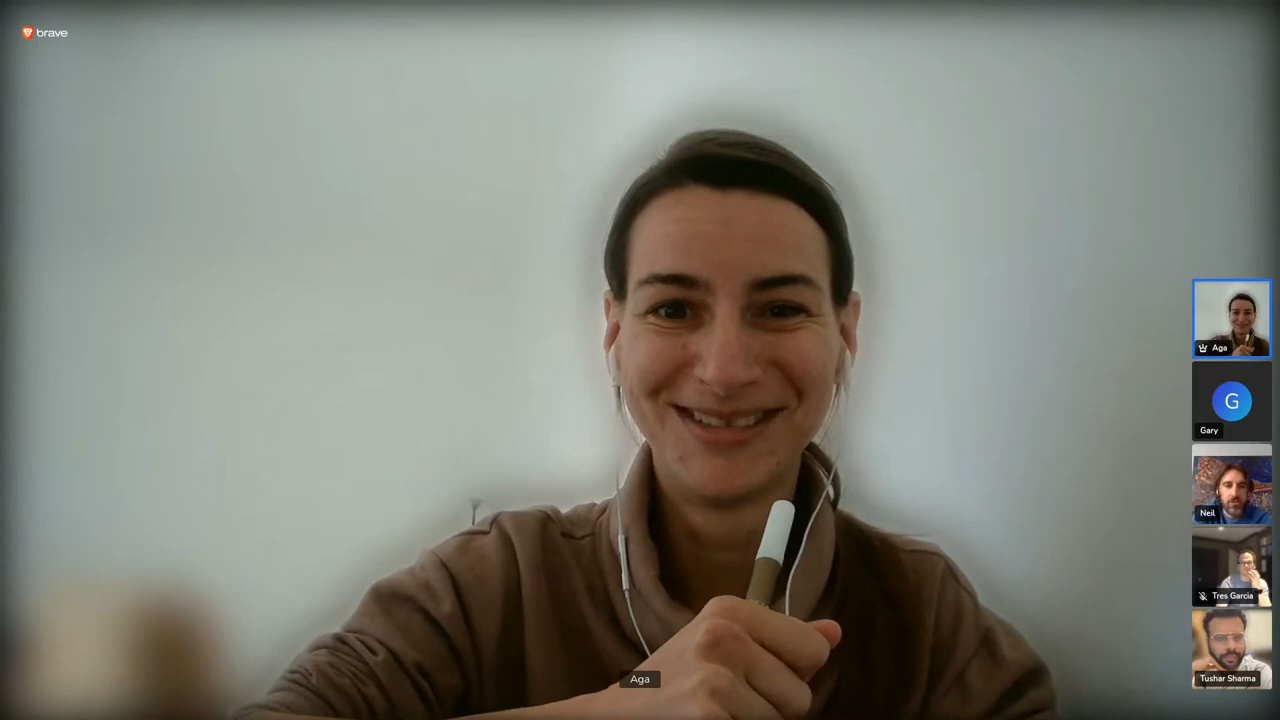 brave
Aga
G
Gary
Neil
Tres Garcia
Tushar Sharma
Aga